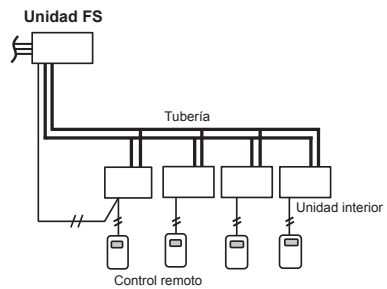 Unidad FS
Tubería
Unidad interior
Control remoto